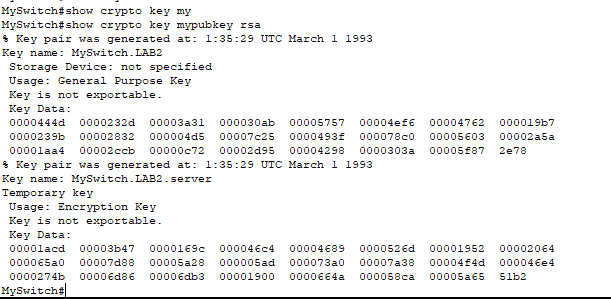 MySwitch#show crypto key my
MySwitch#show crypto key mypubkey rsa
% Key pair was generated at: 1:35:29 UTC March 1 1993
Key name: MySwitch.LAB2
 Storage Device: not specified
 Usage: General Purpose Key
 Key is not exportable.
 Key Data:
 0000444d  0000232d  00003a31  000030ab  00005757  00004ef6  00004762  000019b7
 0000239b  00002832  000004d5  00007c25  0000493f  000078c0  00005603  00002a5a
 00001aa4  00002ccb  00000c72  00002d95  00004298  0000303a  00005f87  2e78
% Key pair was generated at: 1:35:29 UTC March 1 1993
Key name: MySwitch.LAB2.server
Temporary key
 Usage: Encryption Key
 Key is not exportable.
 Key Data:
 00001acd  00003b47  0000169c  000046c4  00004689  0000526d  00001952  00002064
 000065a0  00007d88  00005a28  000005ad  000073a0  00007a38  00004f4d  000046e4
 0000274b  00006d86  00006db3  00001900  0000664a  000058ca  00005a65  51b2
MySwitch#